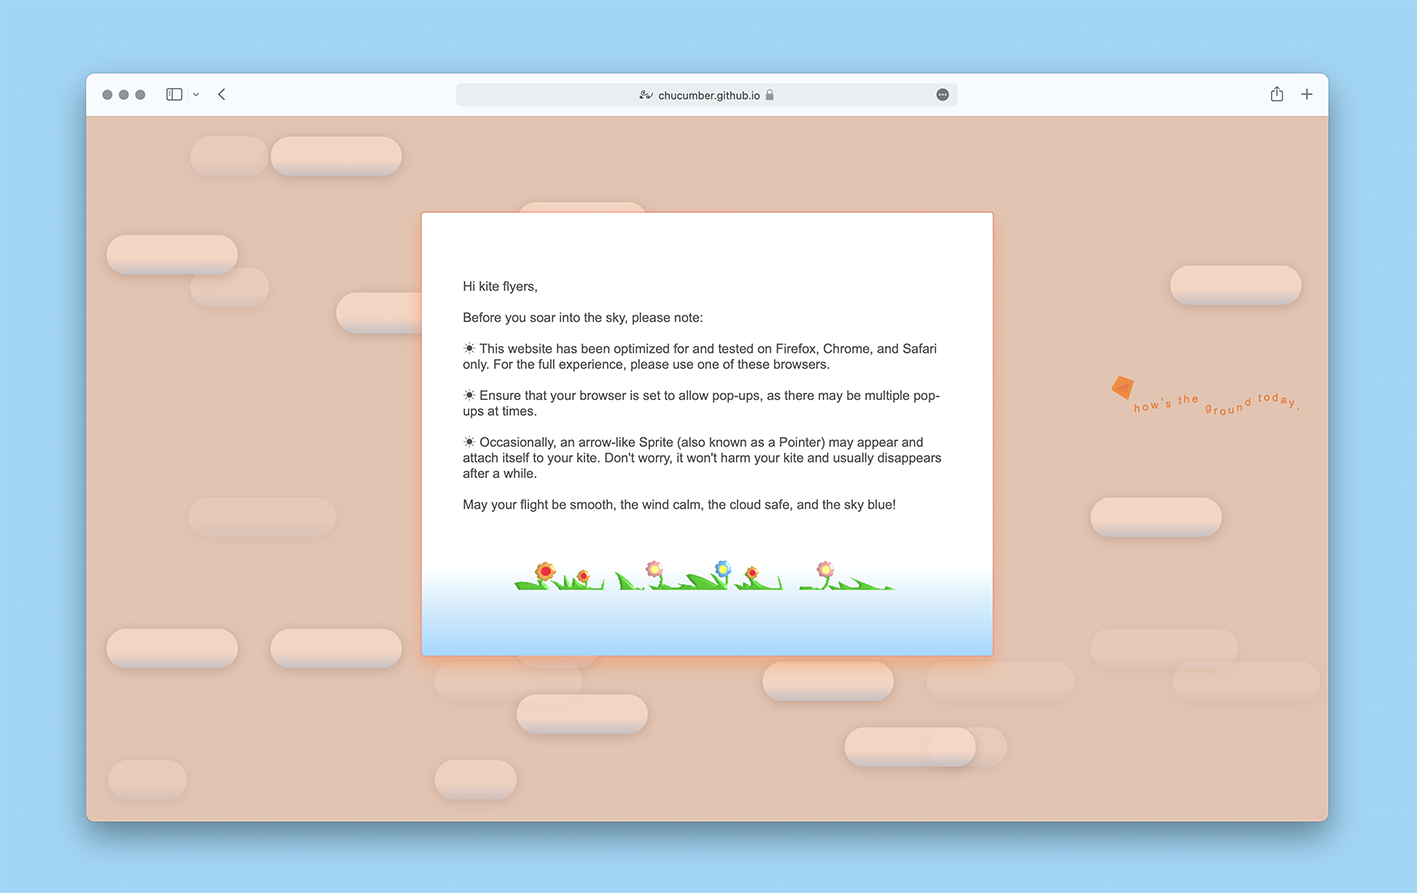 chucumber.github.io
Hi kite flyers,
Before you soar into the sky, please note:
☀ This website has been optimized for and tested on Firefox, Chrome, and Safari
only. For the full experience, please use one of these browsers.
☀ Ensure that your browser is set to allow pop-ups, as there may be multiple pop-
ups at times.
☀ Occasionally, an arrow-like Sprite (also known as a Pointer) may appear and
attach itself to your kite. Don't worry, it won't harm your kite and usually disappears
after a while.
May your flight be smooth, the wind calm, the cloud safe, and the sky blue!
how's the ground today,